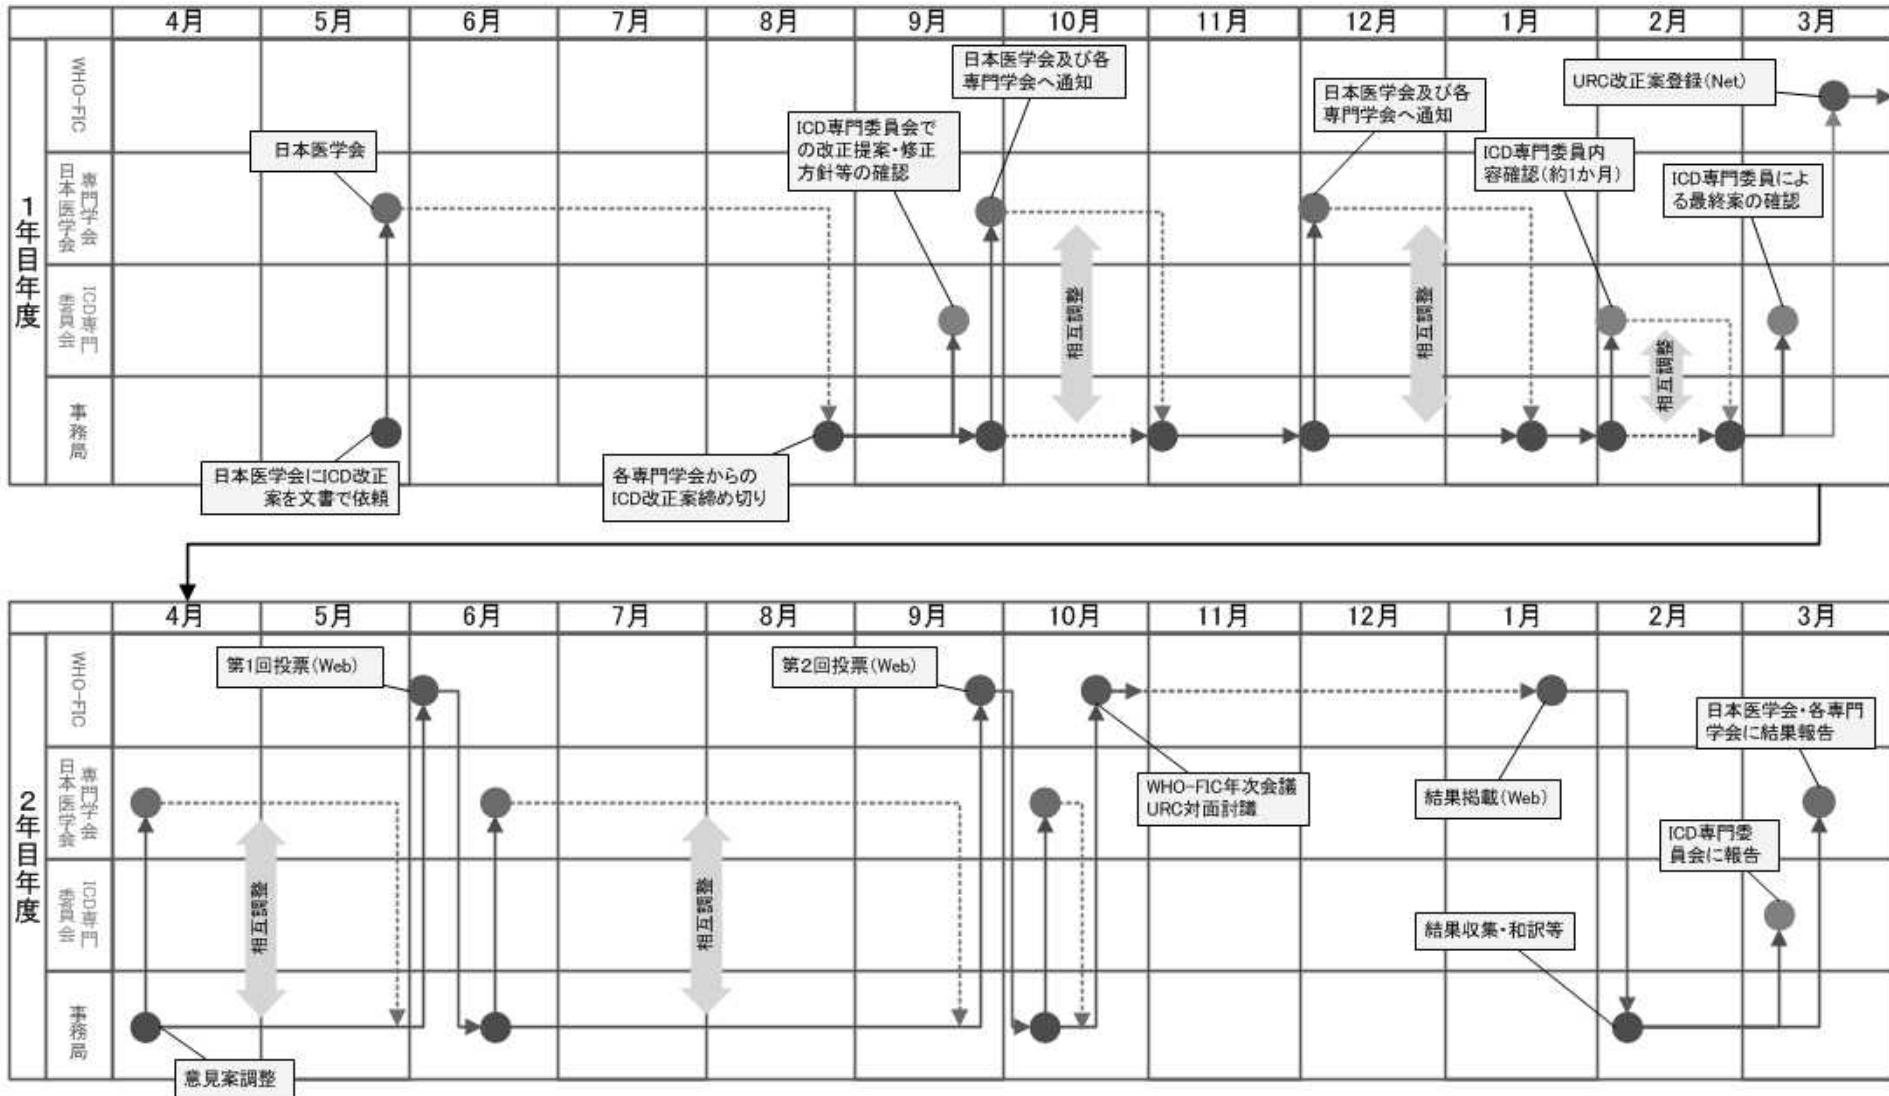 4月 5月 6月 7月 8月 9月 10月 11月 12月 1月 2月 3月
1年目年度
WHO-FIC
日本医学会
専門学会
ICD専門
委員会
事務局
日本医学会
日本医学会にICD改正
案を文書で依頼
各専門学会からの
ICD改正案締め切り
ICD専門委員会で
の改正提案・修正
方針等の確認
日本医学会及び各
専門学会へ通知
相互調整
日本医学会及び各
専門学会へ通知
相互調整
ICD専門委員内
容確認(約1か月)
相互調整
ICD専門委員によ
る最終案の確認
URC改正案登録(Net)
4月 5月 6月 7月 8月 9月 10月 11月 12月 1月 2月 3月
2年目年度
WHO-FIC
日本医学会
専門学会
ICD専門
委員会
事務局
意見案調整
相互調整
第1回投票(Web)
相互調整
第2回投票(Web)
WHO-FIC年次会議
URC対面討議
結果掲載(Web)
結果収集・和訳等
ICD専門委
員会に報告
日本医学会・各専門
学会に結果報告